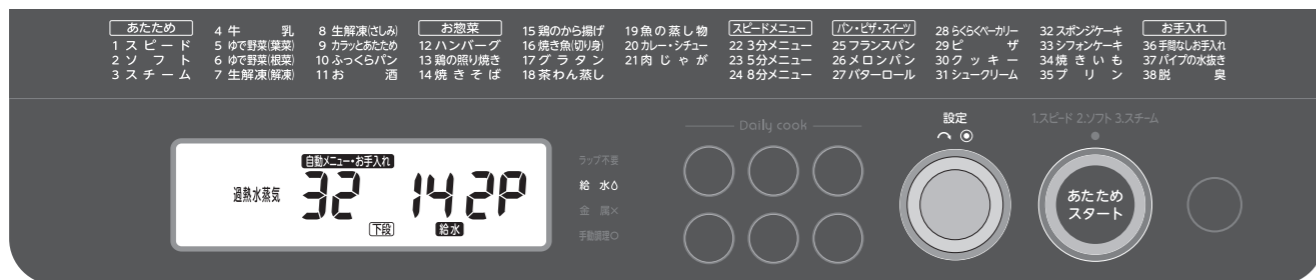 あたため
1 スピード
2 ソフト
3 スチーム
4 牛乳
5 ゆで野菜(葉菜)
6 ゆで野菜(根菜)
7 生解凍(解凍)
8 生解凍(さしみ)
9 カラッとあたため
10 ふっくらパン
11 お酒
お惣菜
12 ハンバーグ
13 鶏の照り焼き
14 焼きそば
15 鶏のから揚げ
16 焼き魚(切り身)
17 グラタン
18 茶わん蒸し
19 魚の蒸し物
20 カレー・シチュー
21 肉じゃが
スピードメニュー
22 3分メニュー
23 5分メニュー
24 8分メニュー
パン・ピザ・スイーツ
25 フランスパン
26 メロンパン
27 バターロール
28 らくらくベーカリー
29 ピザ
30 クッキー
31 シュークリーム
32 スポンジケーキ
33 シフォンケーキ
34 焼きいも
35 プリン
お手入れ
36 手間なしお手入れ
37 パイプの水抜き
38 脱臭
自動メニュー・お手入れ
過熱水蒸気
32 142P
下段
給水
ラップ不要
給水
金属×
手動調理○
Daily cook
設定
1.スピード 2.ソフト 3.スチーム
あたため
スタート